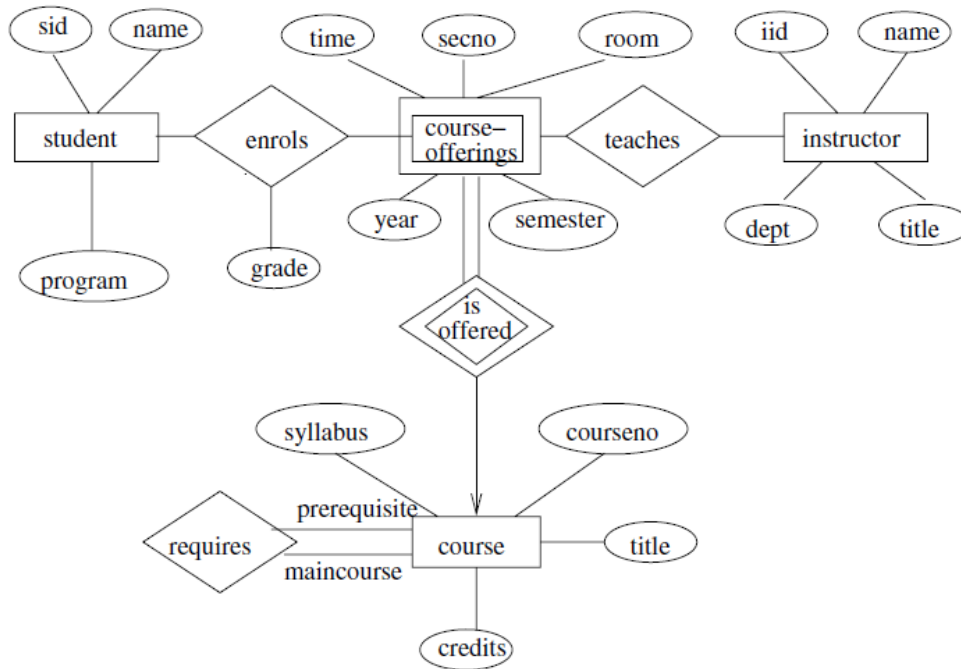 sid
name
time
secno
room
iid
name
student
enrols
course-
offerings
teaches
instructor
program
grade
year
semester
dept
title
is
offered
syllabus
courseno
requires
prerequisite
maincourse
course
title
credits